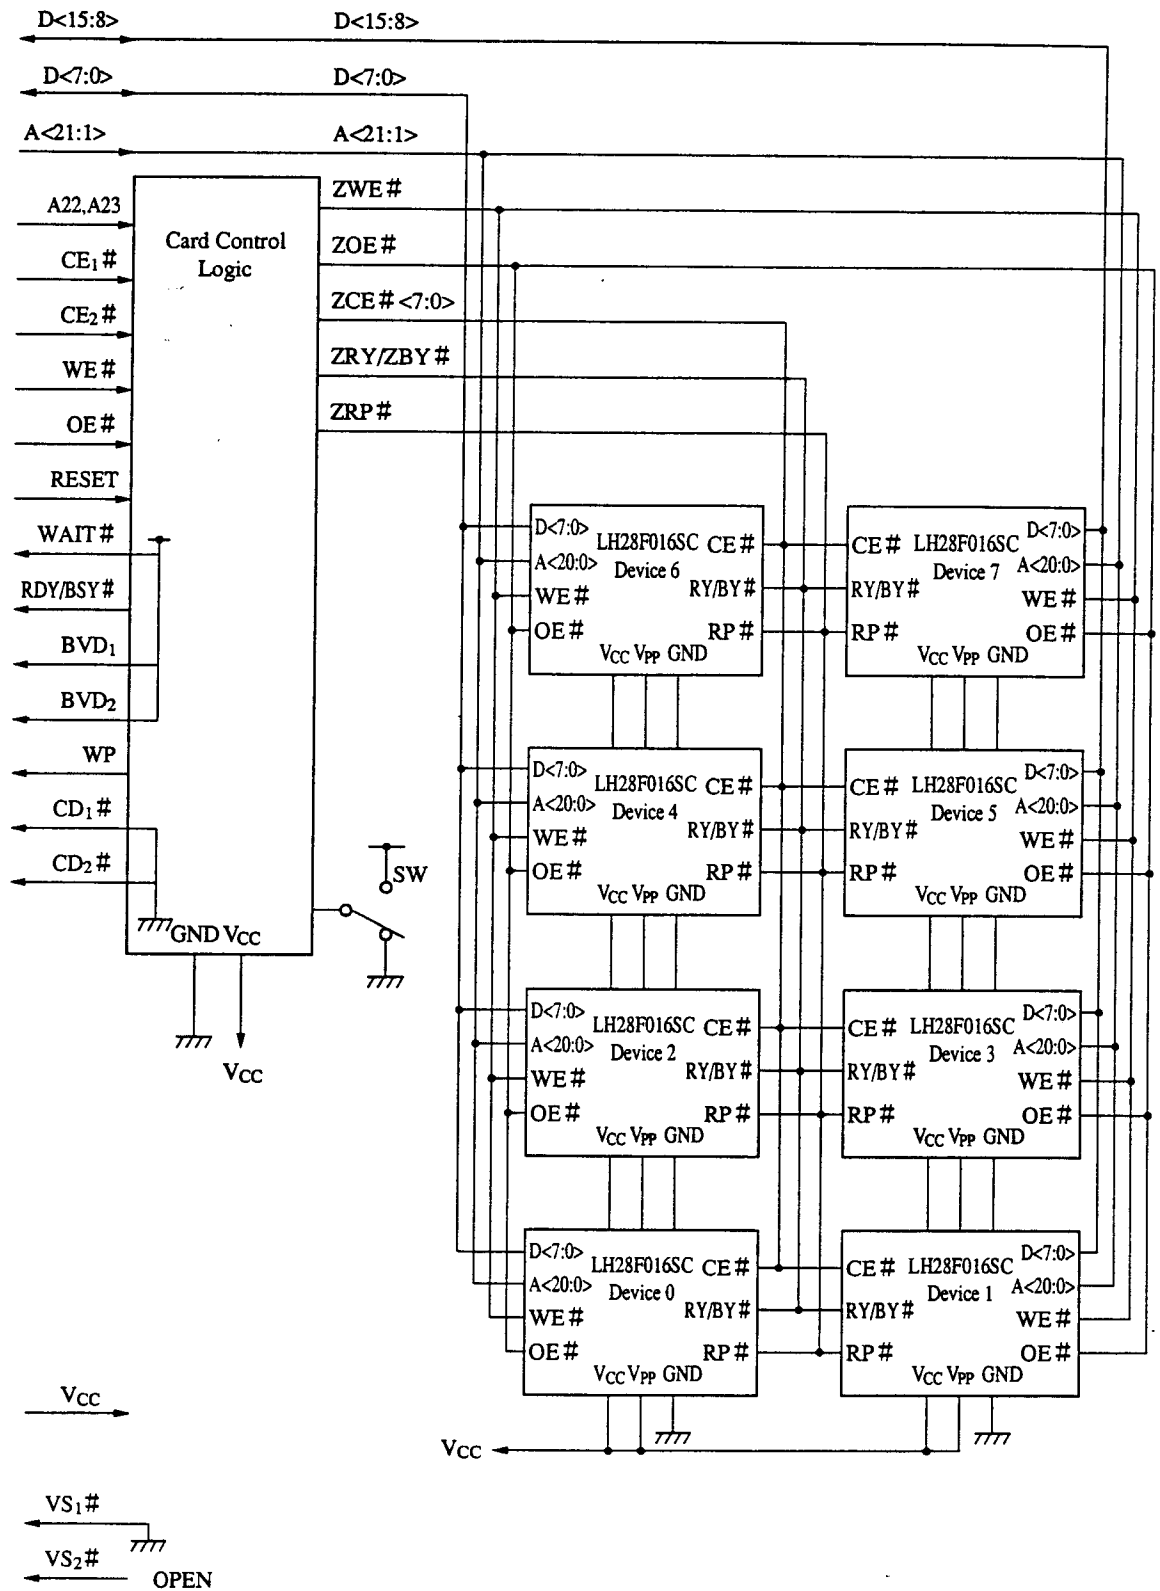 D<15:8> D<15:8>
D<7:0> D<7:0>
A<21:1> A<21:1>
A22,A23
CE1#
CE2#
WE#
OE#
RESET
WAIT#
RDY/BSY#
BVD1
BVD2
WP
CD1#
CD2#
Card Control
Logic
GND VCC
VCC
SW
ZWE#
ZOE#
ZCE#<7:0>
ZRY/ZBY#
ZRP#
D<7:0>
A<20:0>
WE#
OE#
LH28F016SC
Device 6
CE#
RY/BY#
RP#
VCC VPP GND
CE#
RY/BY#
RP#
LH28F016SC
Device 7
D<7:0>
A<20:0>
WE#
OE#
VCC VPP GND
D<7:0>
A<20:0>
WE#
OE#
LH28F016SC
Device 4
CE#
RY/BY#
RP#
VCC VPP GND
CE#
RY/BY#
RP#
LH28F016SC
Device 5
D<7:0>
A<20:0>
WE#
OE#
VCC VPP GND
D<7:0>
A<20:0>
WE#
OE#
LH28F016SC
Device 2
CE#
RY/BY#
RP#
VCC VPP GND
CE#
RY/BY#
RP#
LH28F016SC
Device 3
D<7:0>
A<20:0>
WE#
OE#
VCC VPP GND
D<7:0>
A<20:0>
WE#
OE#
LH28F016SC
Device 0
CE#
RY/BY#
RP#
VCC VPP GND
CE#
RY/BY#
RP#
LH28F016SC
Device 1
D<7:0>
A<20:0>
WE#
OE#
VCC VPP GND
VCC
VCC
VS1#
VS2#
OPEN